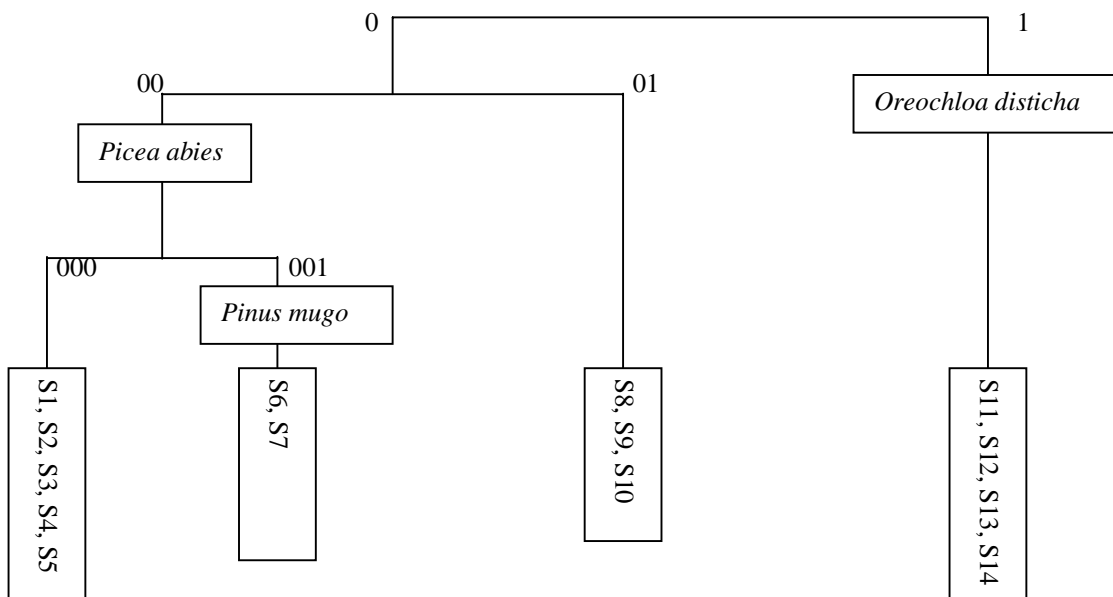 0
1
00
01
Oreochloa disticha
Picea abies
000
001
Pinus mugo
S1, S2, S3, S4, S5
S6, S7
S8, S9, S10
S11, S12, S13, S14